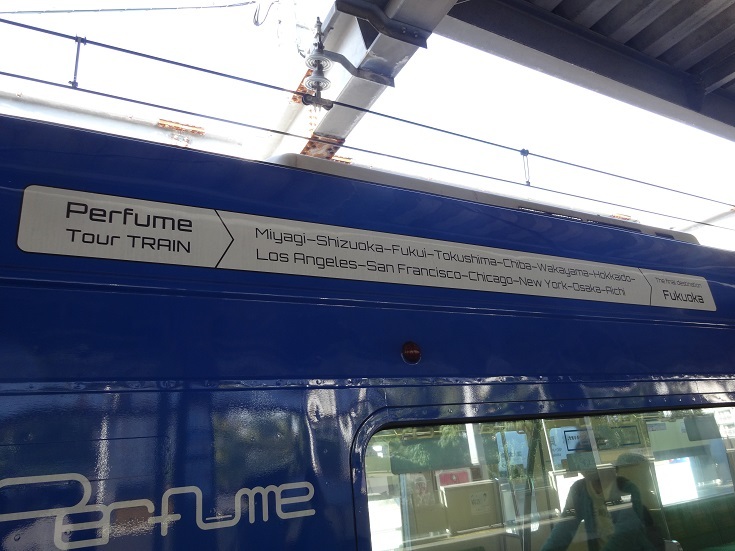 Perfume
Tour TRAIN
Miyagi-Shizuoka-Fukui-Tokushima-Chiba-Wakayama-Hokkaido-
Los Angeles-San Francisco-Chicago-New York-Osaka-Aichi
The final destination
Fukuoka
Perfume